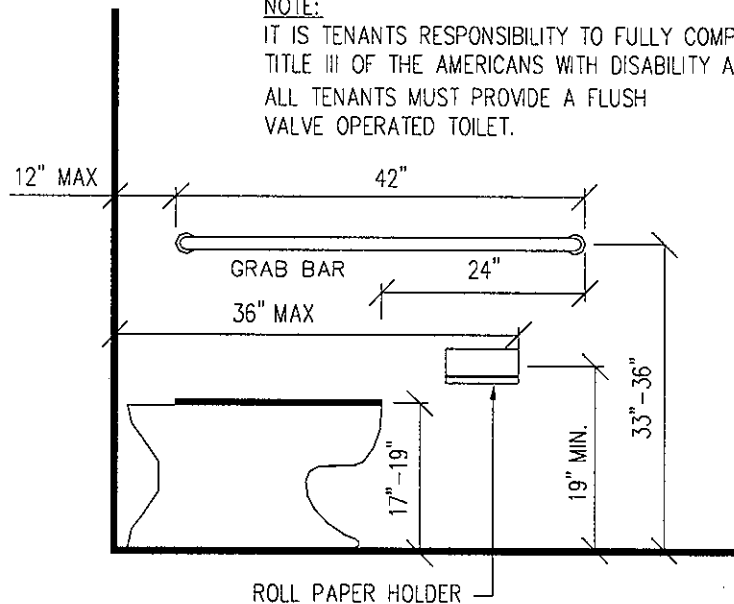 NOTE:
IT IS TENANTS RESPONSIBILITY TO FULLY COMP
TITLE III OF THE AMERICANS WITH DISABILITY A
ALL TENANTS MUST PROVIDE A FLUSH
VALVE OPERATED TOILET.
12" MAX
42"
GRAB BAR
24"
36" MAX
33"-36"
19" MIN.
17"-19"
ROLL PAPER HOLDER